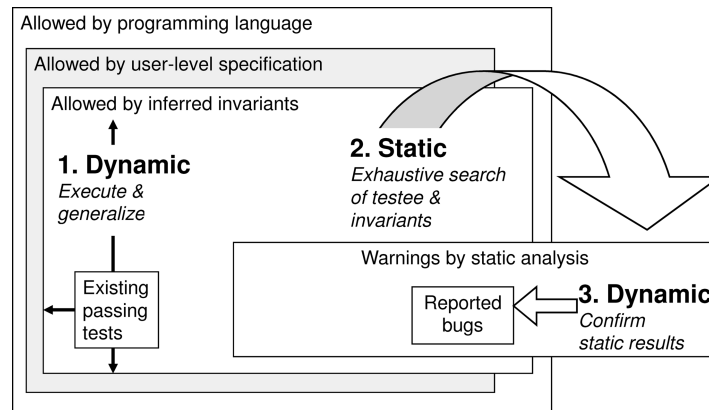 Allowed by programming language
Allowed by user-level specification
Allowed by inferred invariants
1. Dynamic
Execute &
generalize
2. Static
Exhaustive search
of testee &
invariants
Existing
passing
tests
Warnings by static analysis
Reported
bugs
3. Dynamic
Confirm
static results